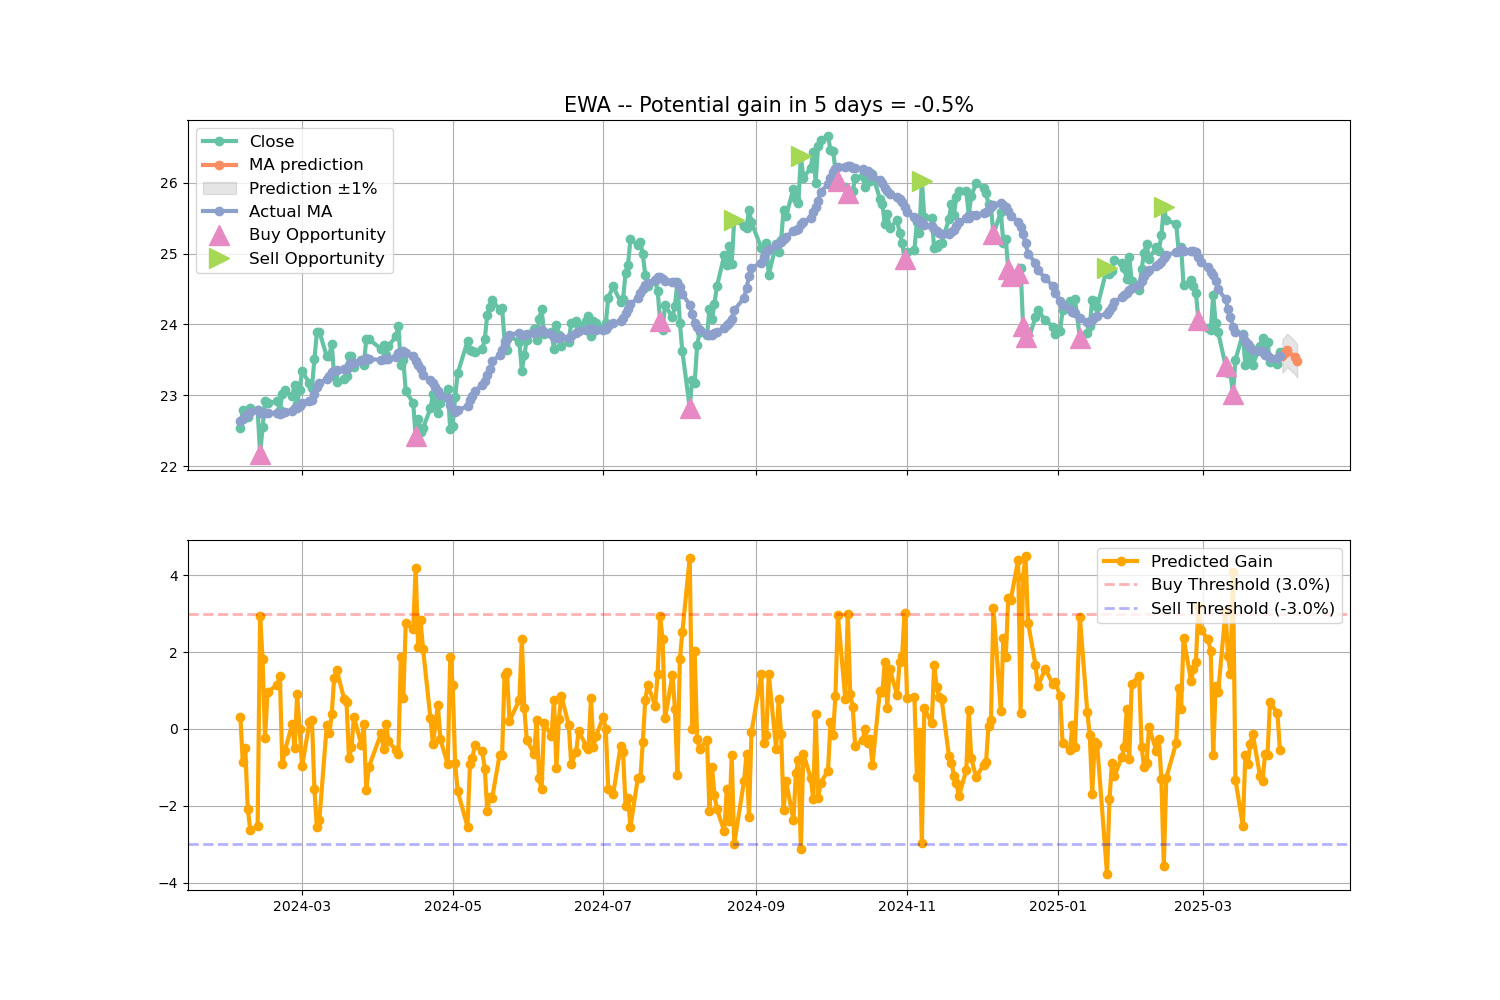 EWA -- Potential gain in 5 days = -0.5%
Close
MA prediction
Prediction ±1%
Actual MA
Buy Opportunity
Sell Opportunity
26
25
24
23
22
Predicted Gain
Buy Threshold (3.0%)
Sell Threshold (-3.0%)
4
2
0
−2
−4
2024-03 2024-05 2024-07 2024-09 2024-11 2025-01 2025-03